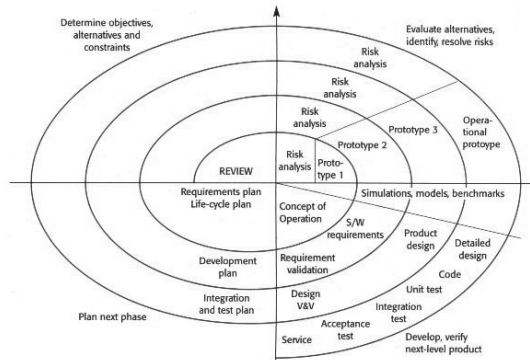 Determine objectives,
alternatives and
constraints
Evaluate alternatives,
identify, resolve risks
Risk
analysis
Risk
analysis
Risk
analysis
Risk
analysis
Proto-
type 1
Prototype 2
Prototype 3
Opera-
tional
protoype
REVIEW
Requirements plan
Life-cycle plan
Simulations, models, benchmarks
Concept of
Operation
S/W
requirements
Product
design
Detailed
design
Development
plan
Requirement
validation
Code
Unit test
Integration
and test plan
Design
V&V
Integration
test
Plan next phase
Acceptance
test
Service
Develop, verify
next-level product